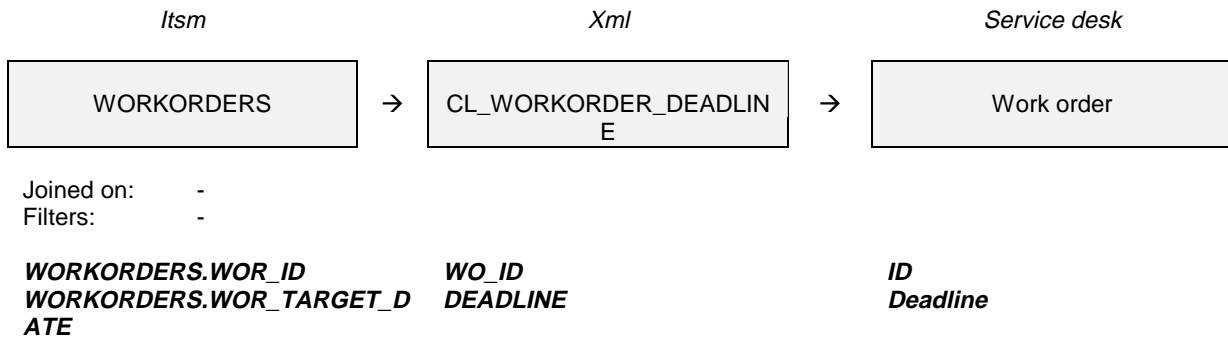 Itsm Xml Service desk
WORKORDERS → CL_WORKORDER_DEADLIN → Work order
E
Joined on: -
Filters: -
WORKORDERS.WOR_ID WO_ID ID
WORKORDERS.WOR_TARGET_D DEADLINE Deadline
ATE